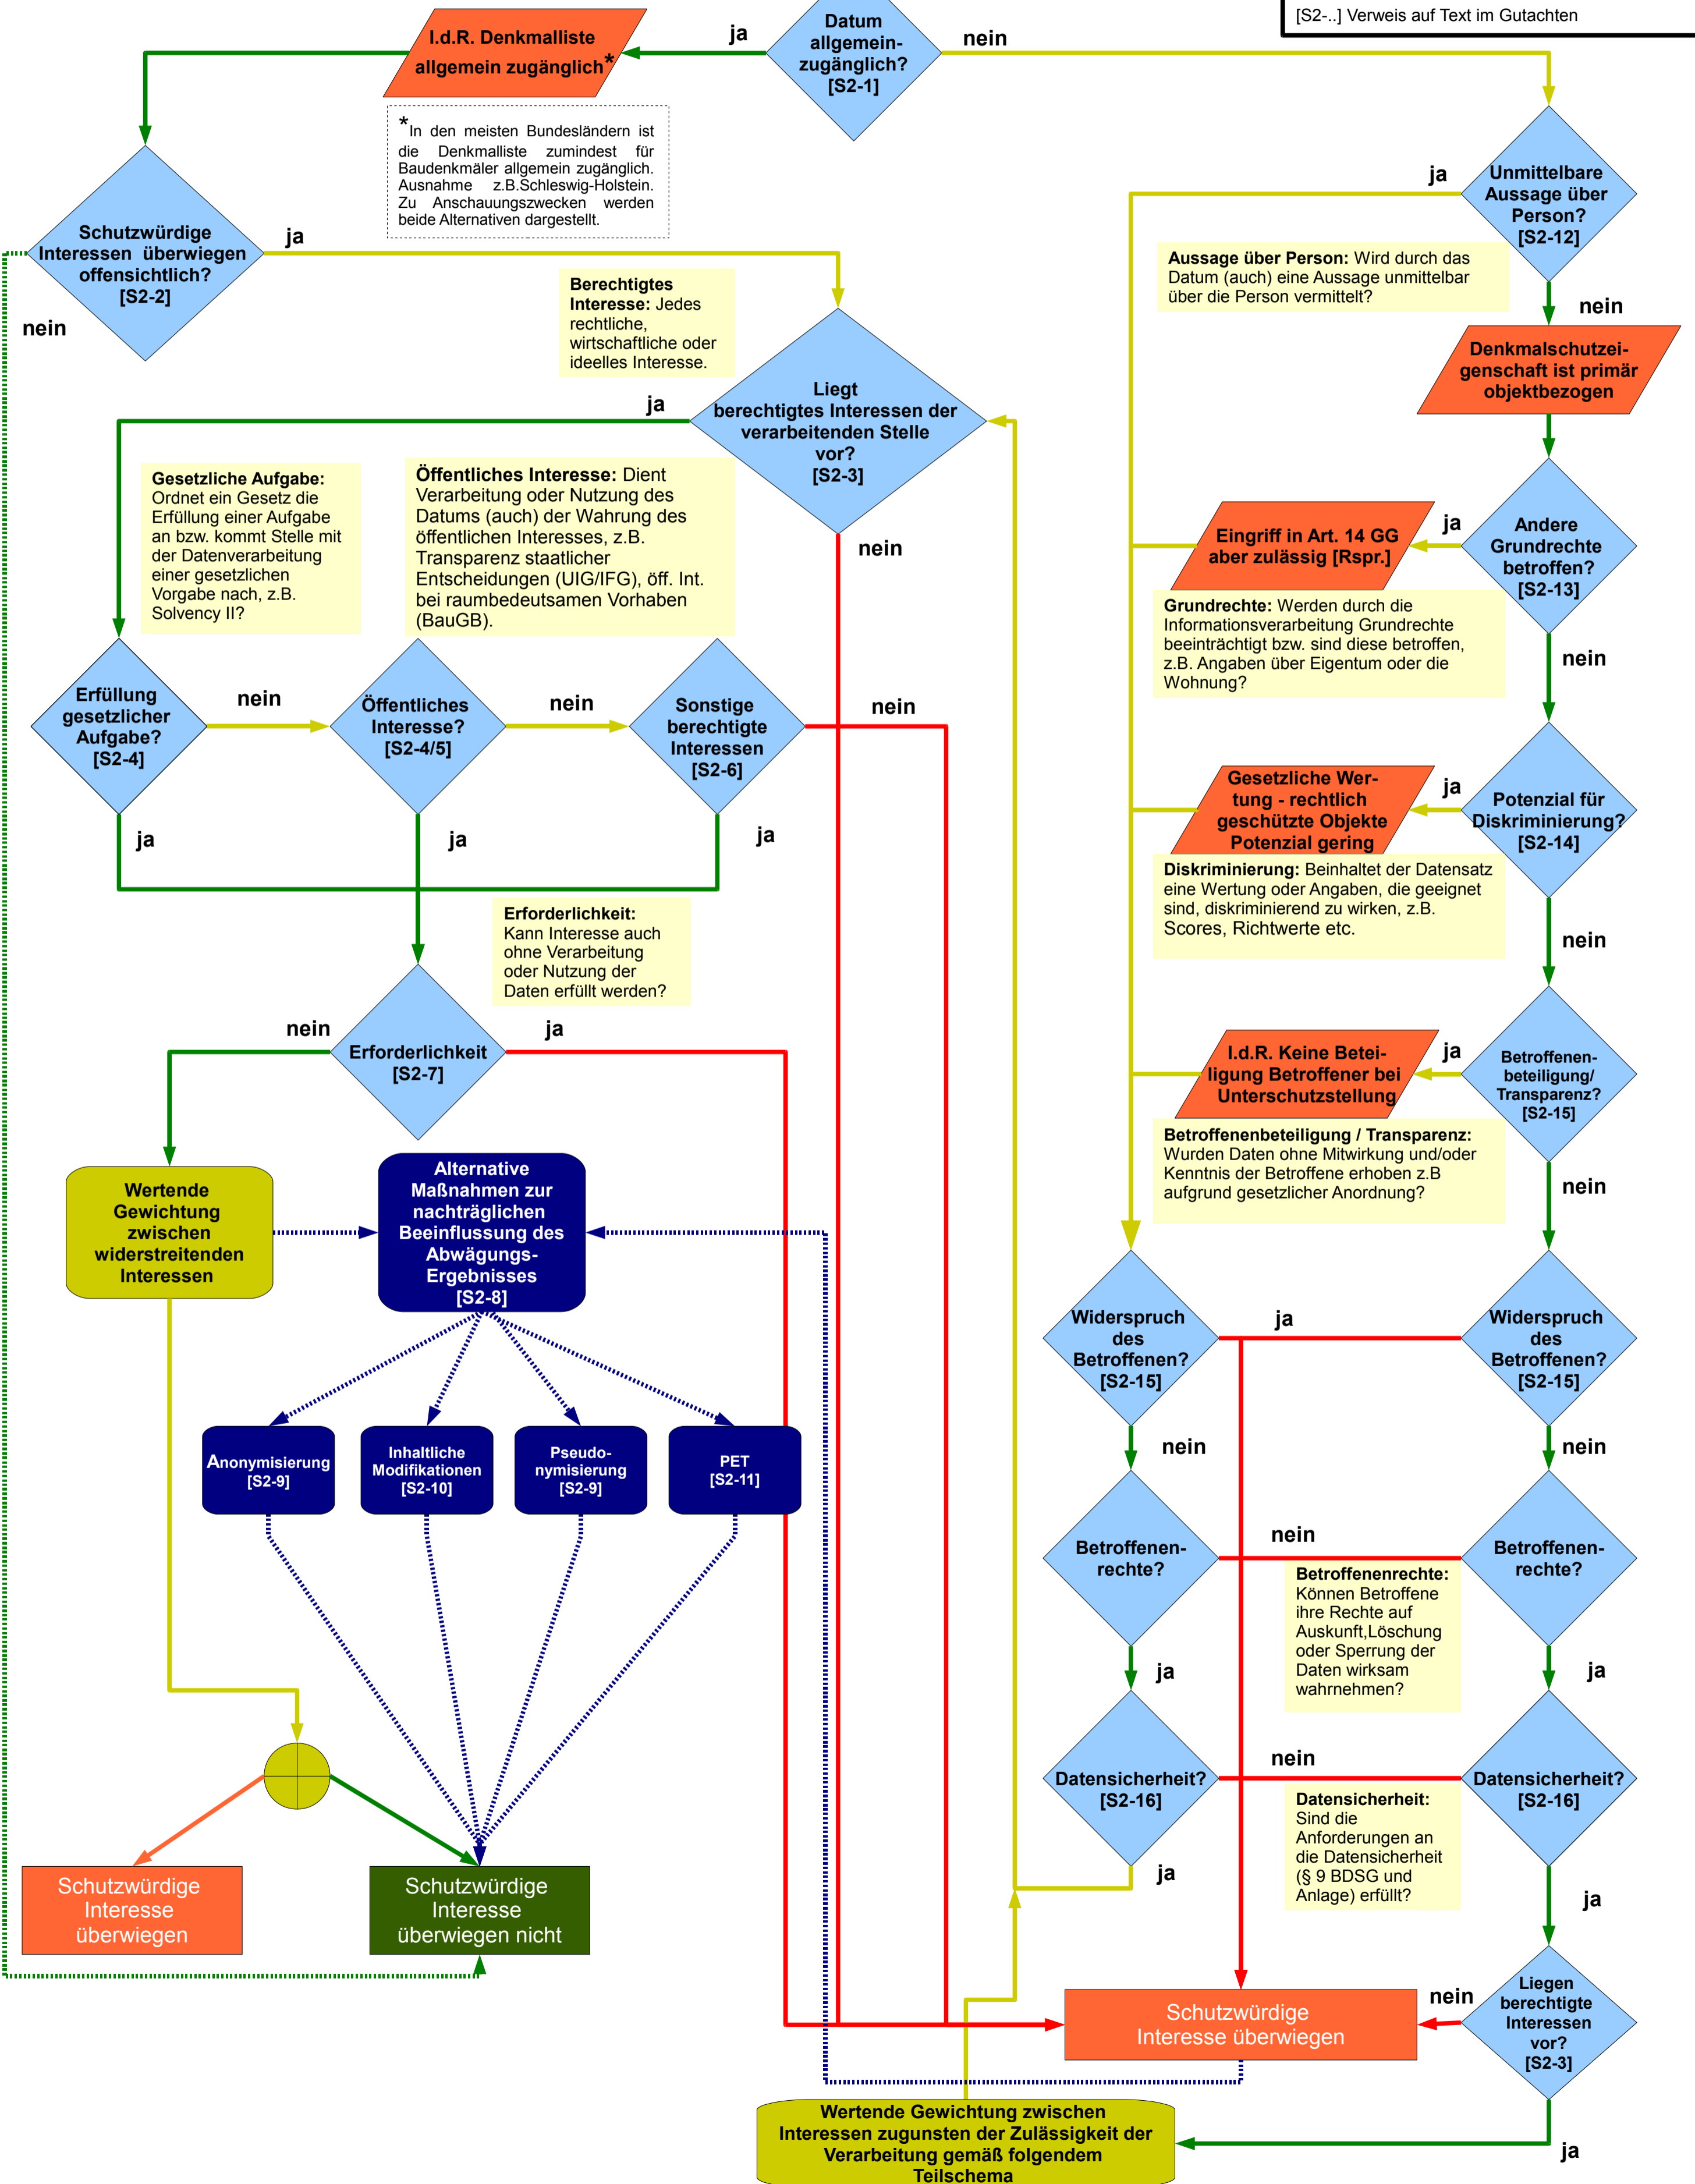 [S2-..] Verweis auf Text im Gutachten
Datum
allgemein-
zugänglich?
[S2-1]
ja
nein
I.d.R. Denkmalliste
allgemein zugänglich*
*In den meisten Bundesländern ist
die Denkmalliste zumindest für
Baudenkmäler allgemein zugänglich.
Ausnahme z.B.Schleswig-Holstein.
Zu Anschauungszwecken werden
beide Alternativen dargestellt.
Schutzwürdige
Interessen überwiegen
offensichtlich?
[S2-2]
ja
nein
Berechtigtes
Interesse: Jedes
rechtliche,
wirtschaftliche oder
ideelles Interesse.
Liegt
berechtigtes Interessen der
verarbeitenden Stelle
vor?
[S2-3]
ja
nein
Gesetzliche Aufgabe:
Ordnet ein Gesetz die
Erfüllung einer Aufgabe
an bzw. kommt Stelle mit
der Datenverarbeitung
einer gesetzlichen
Vorgabe nach, z.B.
Solvency II?
Öffentliches Interesse: Dient
Verarbeitung oder Nutzung des
Datums (auch) der Wahrung des
öffentlichen Interesses, z.B.
Transparenz staatlicher
Entscheidungen (UIG/IFG), öff. Int.
bei raumbedeutsamen Vorhaben
(BauGB).
Erfüllung
gesetzlicher
Aufgabe?
[S2-4]
nein
ja
Öffentliches
Interesse?
[S2-4/5]
nein
ja
Sonstige
berechtigte
Interessen
[S2-6]
nein
ja
Erforderlichkeit:
Kann Interesse auch
ohne Verarbeitung
oder Nutzung der
Daten erfüllt werden?
Erforderlichkeit
[S2-7]
nein
ja
Wertende
Gewichtung
zwischen
widerstreitenden
Interessen
Alternative
Maßnahmen zur
nachträglichen
Beeinflussung des
Abwägungs-
Ergebnisses
[S2-8]
Anonymisierung
[S2-9]
Inhaltliche
Modifikationen
[S2-10]
Pseudo-
nymisierung
[S2-9]
PET
[S2-11]
Schutzwürdige
Interesse
überwiegen
Schutzwürdige
Interesse
überwiegen nicht
Unmittelbare
Aussage über
Person?
[S2-12]
ja
nein
Aussage über Person: Wird durch das
Datum (auch) eine Aussage unmittelbar
über die Person vermittelt?
Denkmalschutzei-
genschaft ist primär
objektbezogen
Andere
Grundrechte
betroffen?
[S2-13]
ja
nein
Eingriff in Art. 14 GG
aber zulässig [Rspr.]
Grundrechte: Werden durch die
Informationsverarbeitung Grundrechte
beeinträchtigt bzw. sind diese betroffen,
z.B. Angaben über Eigentum oder die
Wohnung?
Potenzial für
Diskriminierung?
[S2-14]
ja
nein
Gesetzliche Wer-
tung - rechtlich
geschützte Objekte
Potenzial gering
Diskriminierung: Beinhaltet der Datensatz
eine Wertung oder Angaben, die geeignet
sind, diskriminierend zu wirken, z.B.
Scores, Richtwerte etc.
Betroffenen-
beteiligung/
Transparenz?
[S2-15]
ja
nein
I.d.R. Keine Betei-
ligung Betroffener bei
Unterschutzstellung
Betroffenenbeteiligung / Transparenz:
Wurden Daten ohne Mitwirkung und/oder
Kenntnis der Betroffene erhoben z.B
aufgrund gesetzlicher Anordnung?
Widerspruch
des
Betroffenen?
[S2-15]
ja
nein
Widerspruch
des
Betroffenen?
[S2-15]
nein
Betroffenen-
rechte?
nein
ja
Betroffenen-
rechte?
ja
Betroffenenrechte:
Können Betroffene
ihre Rechte auf
Auskunft,Löschung
oder Sperrung der
Daten wirksam
wahrnehmen?
Datensicherheit?
[S2-16]
nein
ja
Datensicherheit?
[S2-16]
ja
Datensicherheit:
Sind die
Anforderungen an
die Datensicherheit
(§ 9 BDSG und
Anlage) erfüllt?
Liegen
berechtigte
Interessen
vor?
[S2-3]
nein
ja
Schutzwürdige
Interesse überwiegen
Wertende Gewichtung zwischen
Interessen zugunsten der Zulässigkeit der
Verarbeitung gemäß folgendem
Teilschema